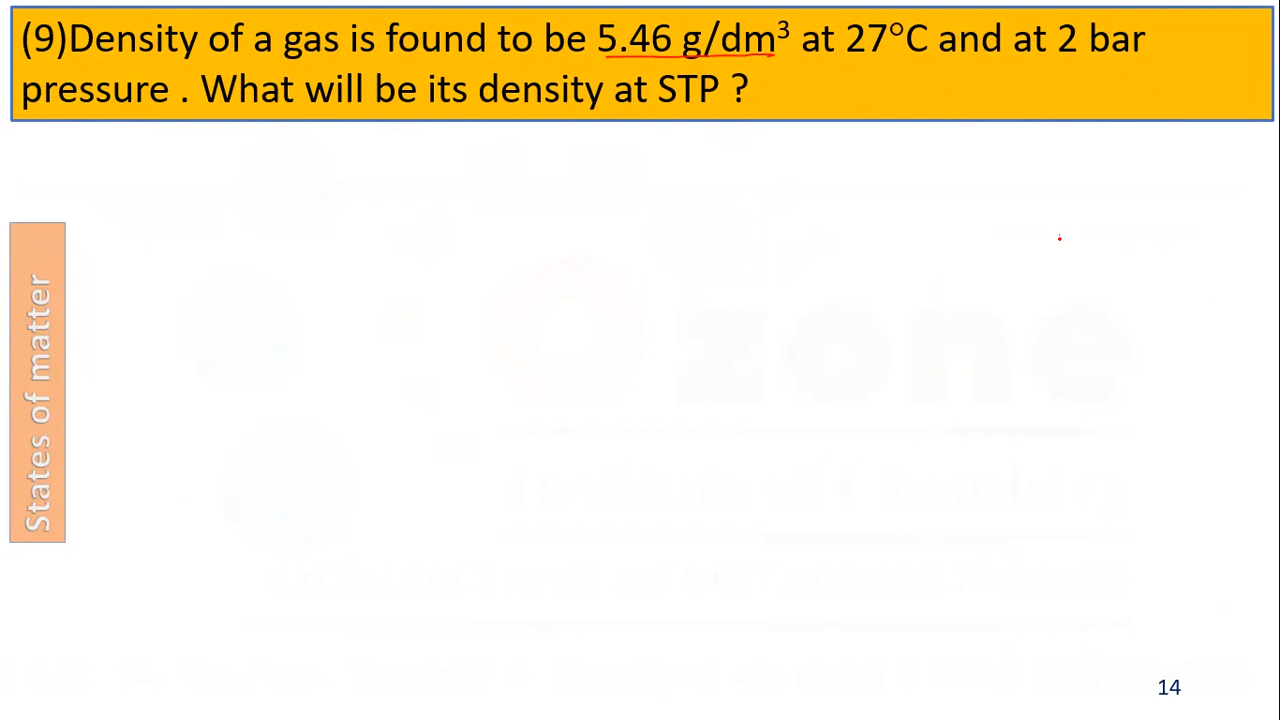 (9)Density of a gas is found to be 5.46 g/dm³ at 27°C and at 2 bar
pressure . What will be its density at STP ?
States of matter
O zone
14